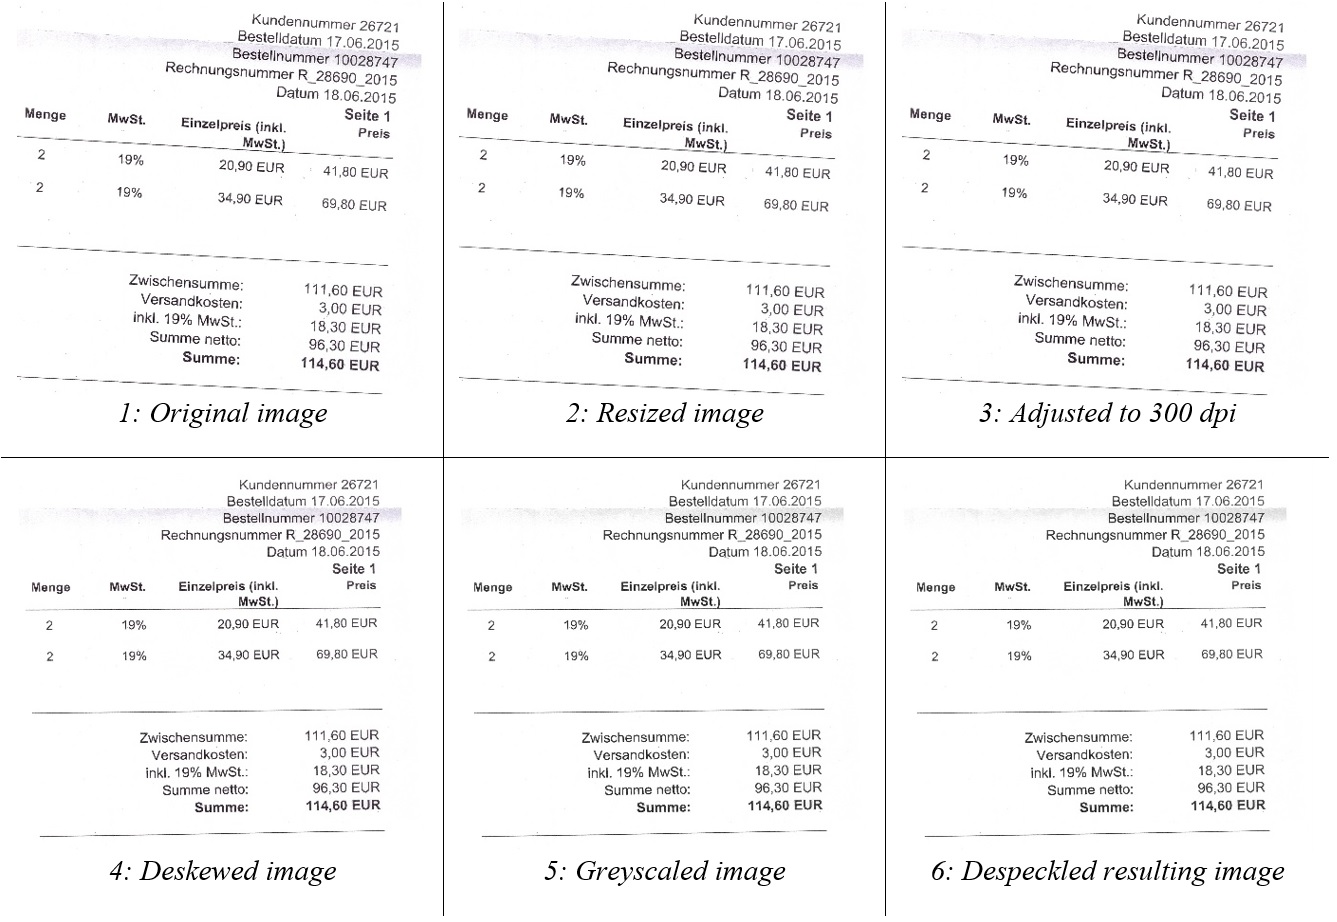 Kundennummer 26721
Bestelldatum 17.06.2015
Bestellnummer 10028747
Rechnungsnummer R_28690_2015
Datum 18.06.2015
Seite 1
Menge MwSt. Einzelpreis (inkl. MwSt.) Preis
2 19% 20,90 EUR 41,80 EUR
2 19% 34,90 EUR 69,80 EUR
Zwischensumme: 111,60 EUR
Versandkosten: 3,00 EUR
inkl. 19% MwSt.: 18,30 EUR
Summe netto: 96,30 EUR
Summe: 114,60 EUR
1: Original image
Kundennummer 26721
Bestelldatum 17.06.2015
Bestellnummer 10028747
Rechnungsnummer R_28690_2015
Datum 18.06.2015
Seite 1
Menge MwSt. Einzelpreis (inkl. MwSt.) Preis
2 19% 20,90 EUR 41,80 EUR
2 19% 34,90 EUR 69,80 EUR
Zwischensumme: 111,60 EUR
Versandkosten: 3,00 EUR
inkl. 19% MwSt.: 18,30 EUR
Summe netto: 96,30 EUR
Summe: 114,60 EUR
2: Resized image
Kundennummer 26721
Bestelldatum 17.06.2015
Bestellnummer 10028747
Rechnungsnummer R_28690_2015
Datum 18.06.2015
Seite 1
Menge MwSt. Einzelpreis (inkl. MwSt.) Preis
2 19% 20,90 EUR 41,80 EUR
2 19% 34,90 EUR 69,80 EUR
Zwischensumme: 111,60 EUR
Versandkosten: 3,00 EUR
inkl. 19% MwSt.: 18,30 EUR
Summe netto: 96,30 EUR
Summe: 114,60 EUR
3: Adjusted to 300 dpi
Kundennummer 26721
Bestelldatum 17.06.2015
Bestellnummer 10028747
Rechnungsnummer R_28690_2015
Datum 18.06.2015
Seite 1
Menge MwSt. Einzelpreis (inkl. MwSt.) Preis
2 19% 20,90 EUR 41,80 EUR
2 19% 34,90 EUR 69,80 EUR
Zwischensumme: 111,60 EUR
Versandkosten: 3,00 EUR
inkl. 19% MwSt.: 18,30 EUR
Summe netto: 96,30 EUR
Summe: 114,60 EUR
4: Deskewed image
Kundennummer 26721
Bestelldatum 17.06.2015
Bestellnummer 10028747
Rechnungsnummer R_28690_2015
Datum 18.06.2015
Seite 1
Menge MwSt. Einzelpreis (inkl. MwSt.) Preis
2 19% 20,90 EUR 41,80 EUR
2 19% 34,90 EUR 69,80 EUR
Zwischensumme: 111,60 EUR
Versandkosten: 3,00 EUR
inkl. 19% MwSt.: 18,30 EUR
Summe netto: 96,30 EUR
Summe: 114,60 EUR
5: Greyscaled image
Kundennummer 26721
Bestelldatum 17.06.2015
Bestellnummer 10028747
Rechnungsnummer R_28690_2015
Datum 18.06.2015
Seite 1
Menge MwSt. Einzelpreis (inkl. MwSt.) Preis
2 19% 20,90 EUR 41,80 EUR
2 19% 34,90 EUR 69,80 EUR
Zwischensumme: 111,60 EUR
Versandkosten: 3,00 EUR
inkl. 19% MwSt.: 18,30 EUR
Summe netto: 96,30 EUR
Summe: 114,60 EUR
6: Despeckled resulting image